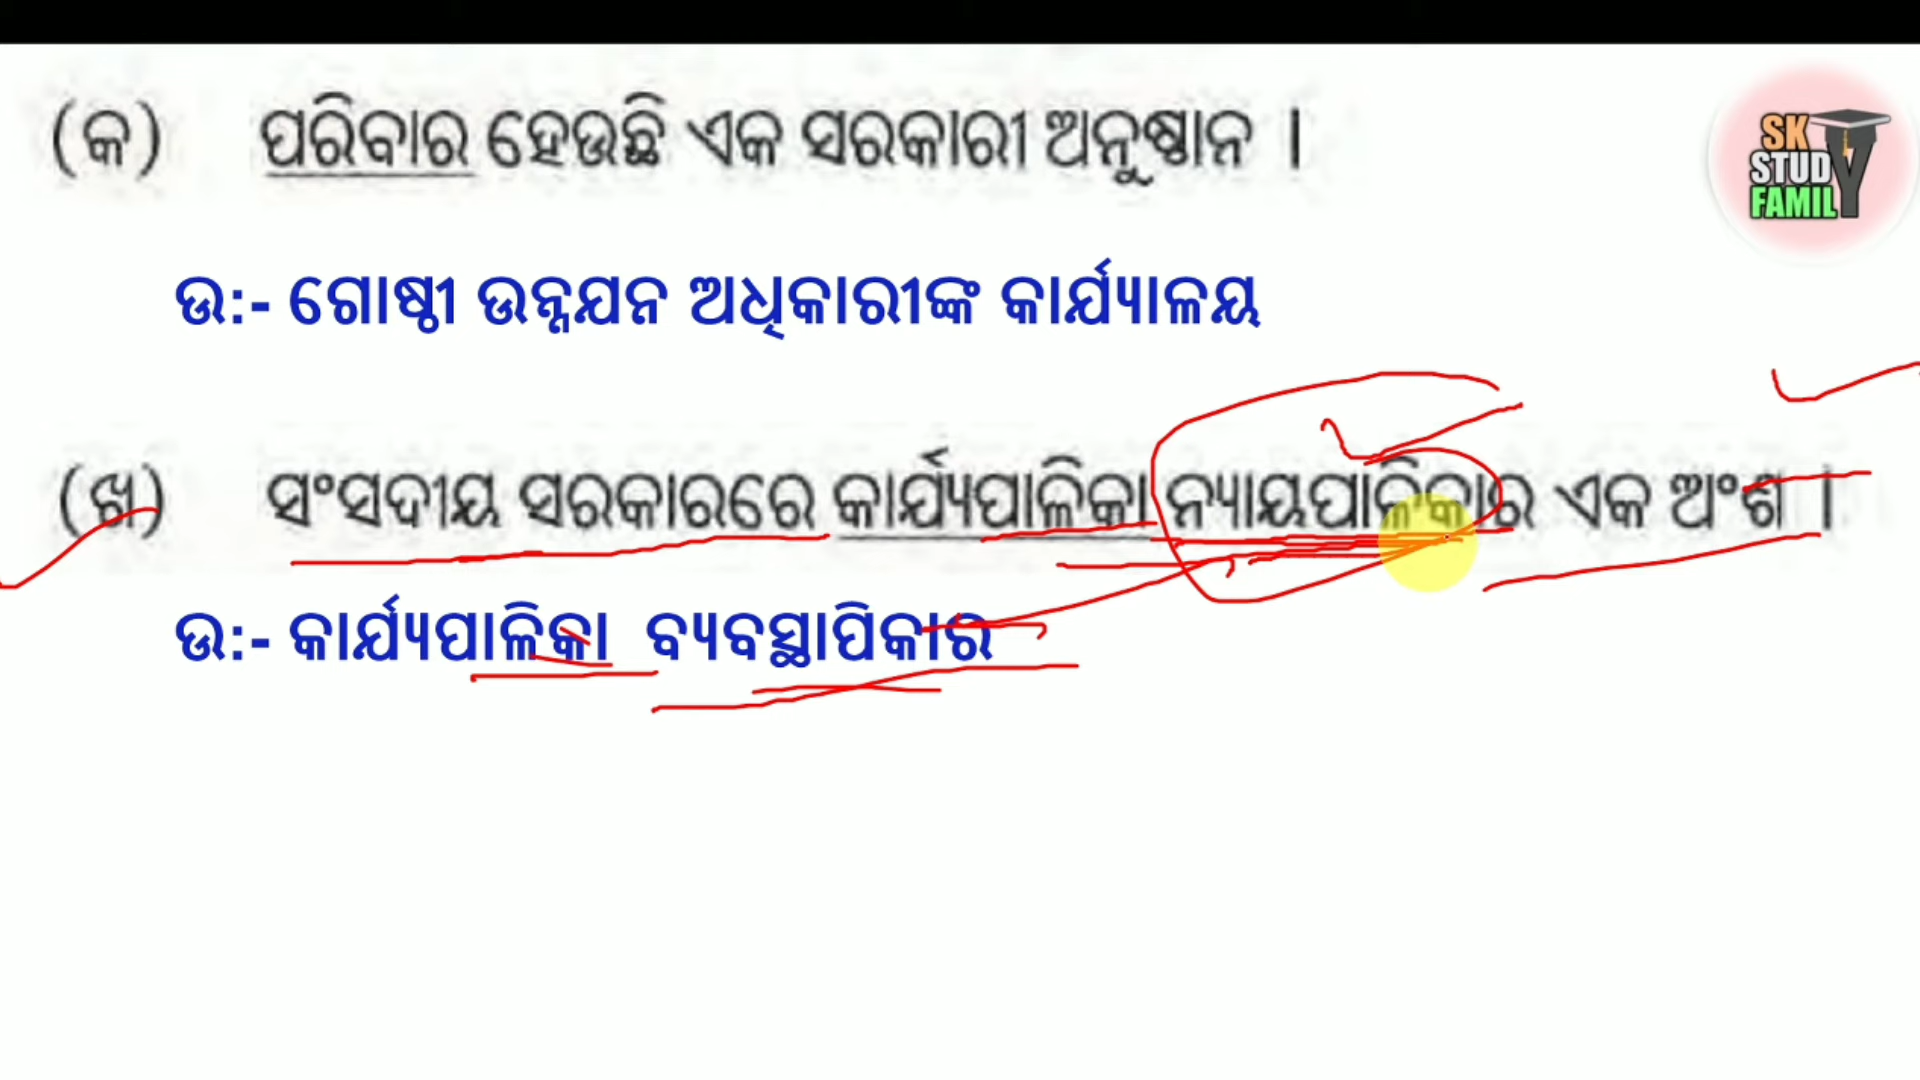 (କ) ପରିବାର ହେଉଛି ଏକ ସରକାରୀ ଅନୁଷ୍ଠାନ ।
SK
STUDY
FAMILY
ଉ:- ଗୋଷ୍ଠୀ ଉନ୍ନଯନ ଅଧିକାରୀଙ୍କ କାର୍ଯ୍ୟାଳୟ
(ଖ) ସଂସଦୀୟ ସରକାରରେ କାର୍ଯ୍ୟପାଳିକା ନ୍ୟାୟପାଳିକାର ଏକ ଅଂଶ ।
ଉ:- କାର୍ଯ୍ୟପାଳିକା ବ୍ୟବସ୍ଥାପିକାର